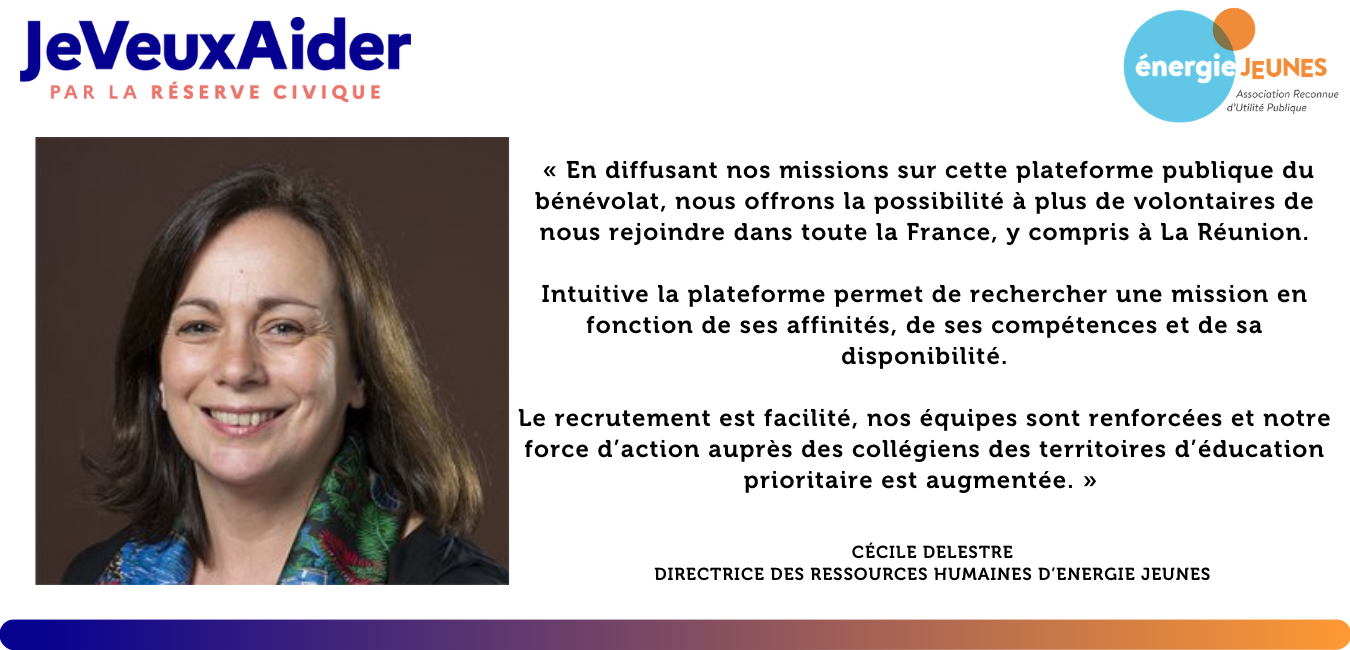 JeVeuxAider
PAR LA RÉSERVE CIVIQUE
énergie JEUNES
Association Reconnue
d'Utilité Publique
« En diffusant nos missions sur cette plateforme publique du
bénévolat, nous offrons la possibilité à plus de volontaires de
nous rejoindre dans toute la France, y compris à La Réunion.
Intuitive la plateforme permet de rechercher une mission en
fonction de ses affinités, de ses compétences et de sa
disponibilité.
Le recrutement est facilité, nos équipes sont renforcées et notre
force d’action auprès des collégiens des territoires d’éducation
prioritaire est augmentée. »
CÉCILE DELESTRE
DIRECTRICE DES RESSOURCES HUMAINES D’ENERGIE JEUNES